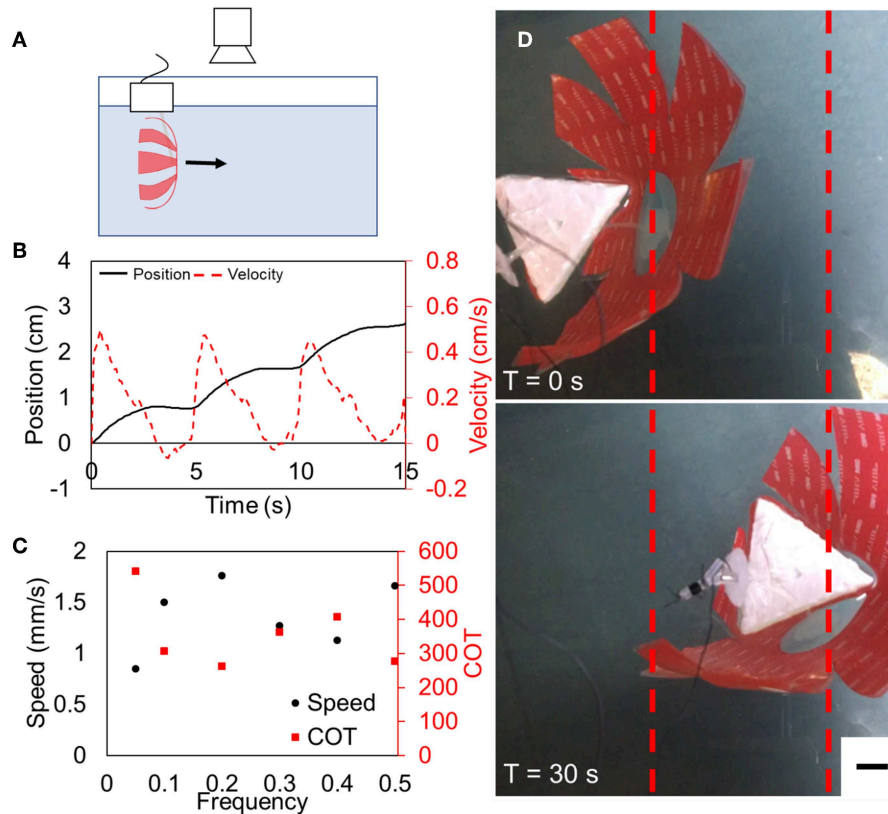 A
B
4
3
2
1
0
-1
Position (cm)
Position
Velocity
0.8
0.6
0.4
0.2
0
-0.2
Velocity (cm/s)
0
5
10
15
Time (s)
C
2
1.5
1
0.5
0
Speed (mm/s)
600
500
400
300
200
100
0
COT
Speed
COT
0
0.1
0.2
0.3
0.4
0.5
Frequency
D
T = 0 s
T = 30 s